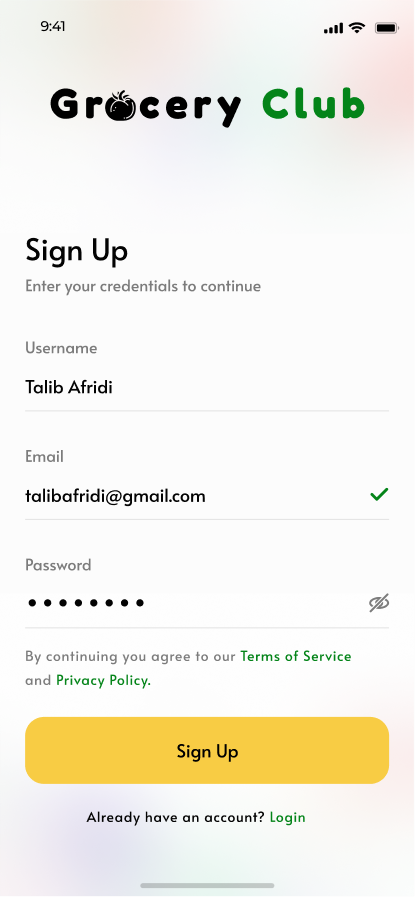 9:41
Grocery Club
Sign Up
Enter your credentials to continue
Username
Talib Afridi
Email
talibafridi@gmail.com
Password
••••••••
By continuing you agree to our Terms of Service
and Privacy Policy.
Sign Up
Already have an account? Login